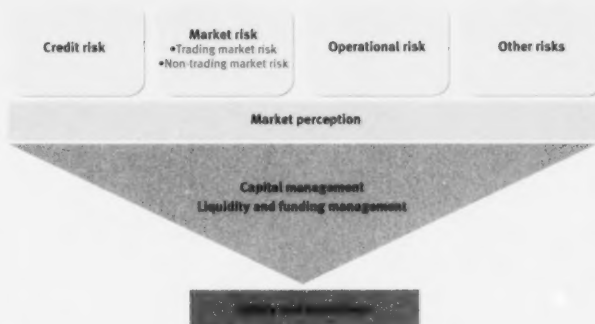 Credit risk
Market risk
•Trading market risk
•Non-trading market risk
Operational risk
Other risks
Market perception
Capital management
Liquidity and funding management